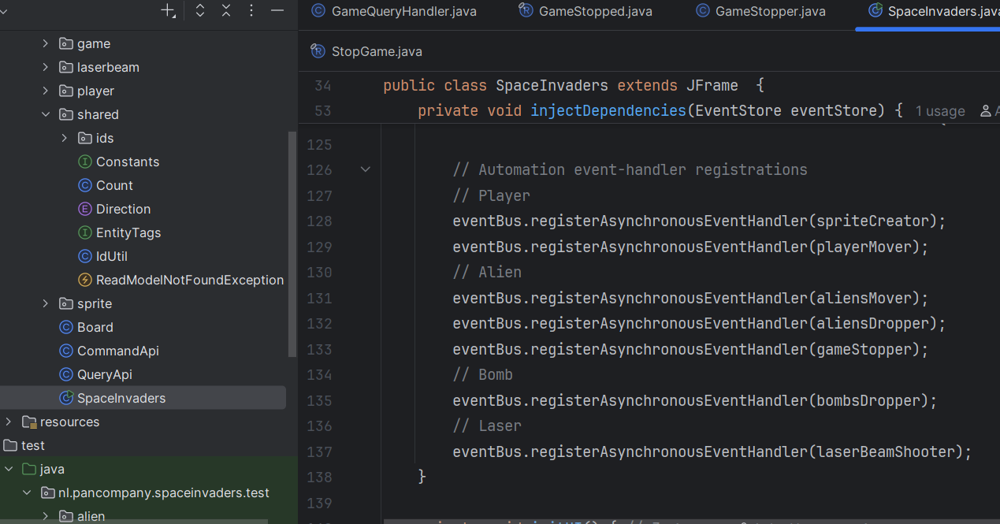 game
laserbeam
player
shared
ids
Constants
Count
Direction
EntityTags
IdUtil
ReadModelNotFoundException
sprite
Board
CommandApi
QueryApi
SpaceInvaders
resources
test
java
nl.pancompany.spaceinvaders.test
alien
GameQueryHandler.java GameStopped.java GameStopper.java SpaceInvaders.java
StopGame.java
34 public class SpaceInvaders extends JFrame {
53 private void injectDependencies(EventStore eventStore) { 1 usage
125
126 // Automation event-handler registrations
127 // Player
128 eventBus.registerAsynchronousEventHandler(spriteCreator);
129 eventBus.registerAsynchronousEventHandler(playerMover);
130 // Alien
131 eventBus.registerAsynchronousEventHandler(aliensMover);
132 eventBus.registerAsynchronousEventHandler(aliensDropper);
133 eventBus.registerAsynchronousEventHandler(gameStopper);
134 // Bomb
135 eventBus.registerAsynchronousEventHandler(bombsDropper);
136 // Laser
137 eventBus.registerAsynchronousEventHandler(laserBeamShooter);
138 }
139